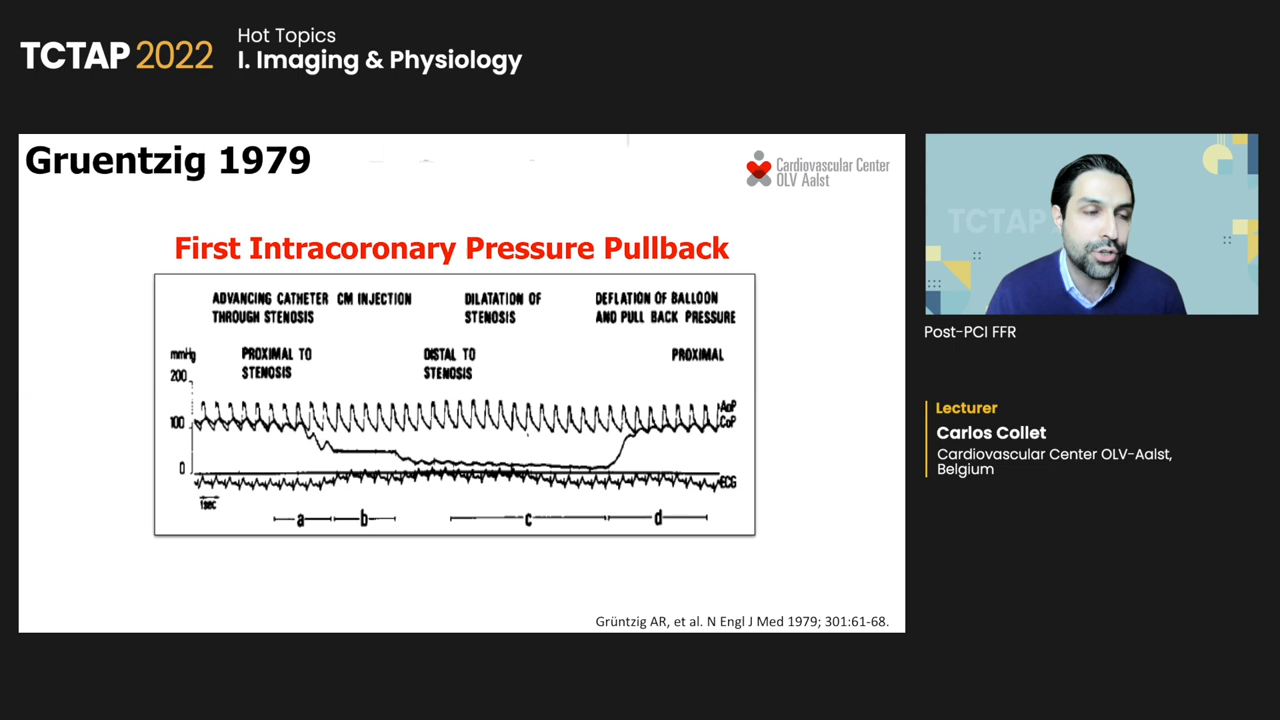 TCTAP 2022
Hot Topics
I. Imaging & Physiology
Gruentzig 1979
Cardiovascular Center
OLV Aalst
First Intracoronary Pressure Pullback
ADVANCING CATHETER
THROUGH STENOSIS
CM INJECTION
DILATATION OF
STENOSIS
DEFLATION OF BALLOON
AND PULL BACK PRESSURE
mmHg
PROXIMAL TO
STENOSIS
DISTAL TO
STENOSIS
PROXIMAL
200
100
0
AoP
CoP
ECG
1sec
a
b
c
d
Grüntzig AR, et al. N Engl J Med 1979; 301:61-68.
TCTAP
Post-PCI FFR
Lecturer
Carlos Collet
Cardiovascular Center OLV-Aalst,
Belgium